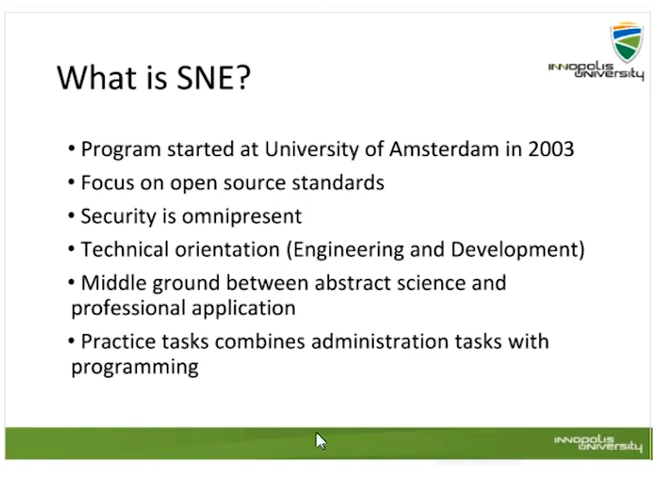 INNOPOLIS
UNIVERSITY
What is SNE?
• Program started at University of Amsterdam in 2003
• Focus on open source standards
• Security is omnipresent
• Technical orientation (Engineering and Development)
• Middle ground between abstract science and
professional application
• Practice tasks combines administration tasks with
programming
INNOPOLIS
UNIVERSITY